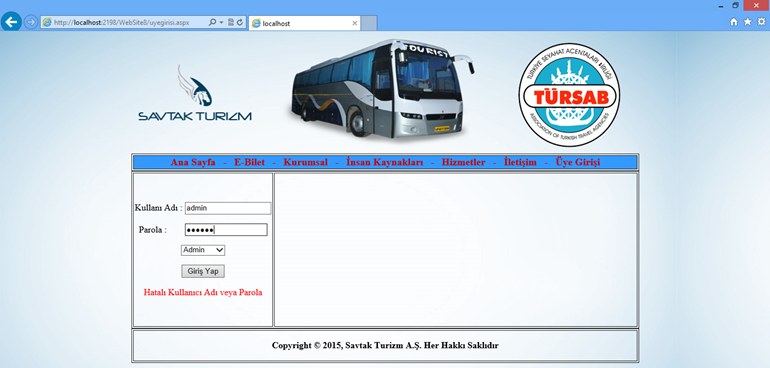 http://localhost:2198/WebSite8/uyegirisi.aspx
localhost
SAVTAK TURIZM
TOURIST
TÜRKİYE SEYAHAT ACENTALARI BİRLİĞİ
TÜRSAB
ASSOCIATION OF TURKISH TRAVEL AGENCIES
Ana Sayfa - E-Bilet - Kurumsal - İnsan Kaynakları - Hizmetler - İletişim - Üye Girişi
Kullanı Adı : admin
Parola : ●●●●●●
Admin
Giriş Yap
Hatalı Kullanıcı Adı veya Parola
Copyright © 2015, Savtak Turizm A.Ş. Her Hakkı Saklıdır